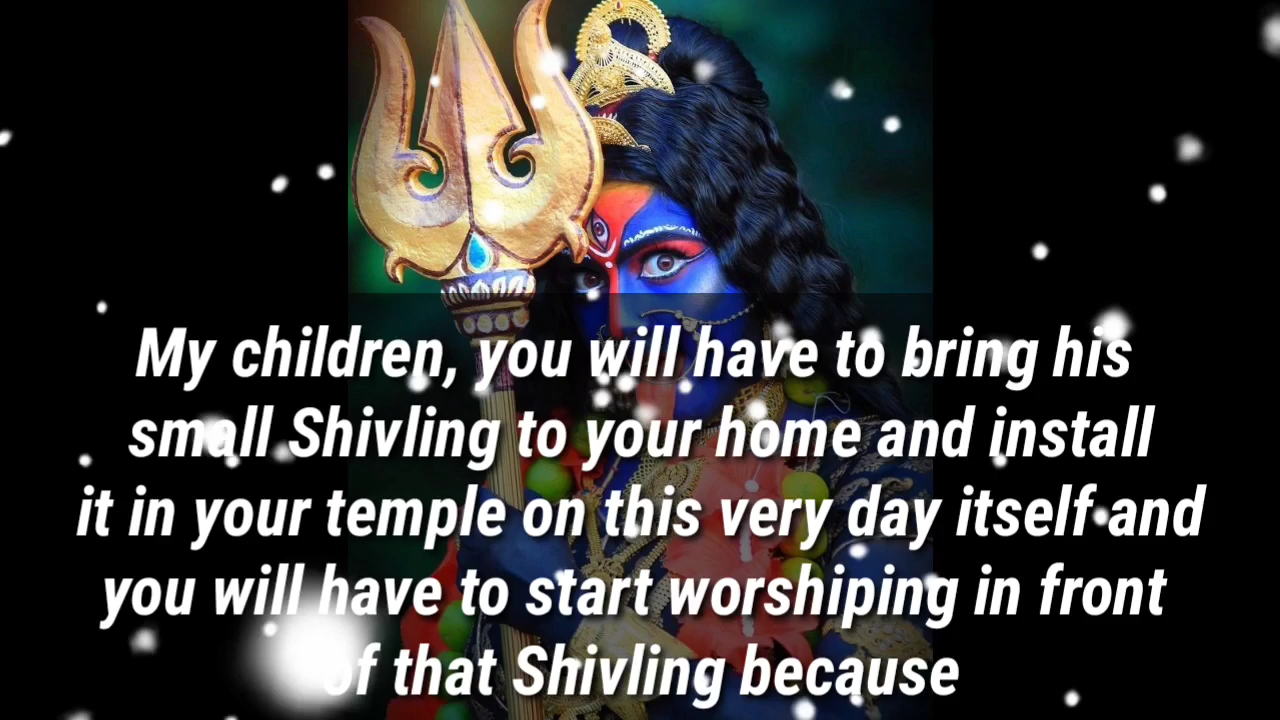 My children, you will have to bring his
small Shivling to your home and install
it in your temple on this very day itself and
you will have to start worshiping in front
of that Shivling because